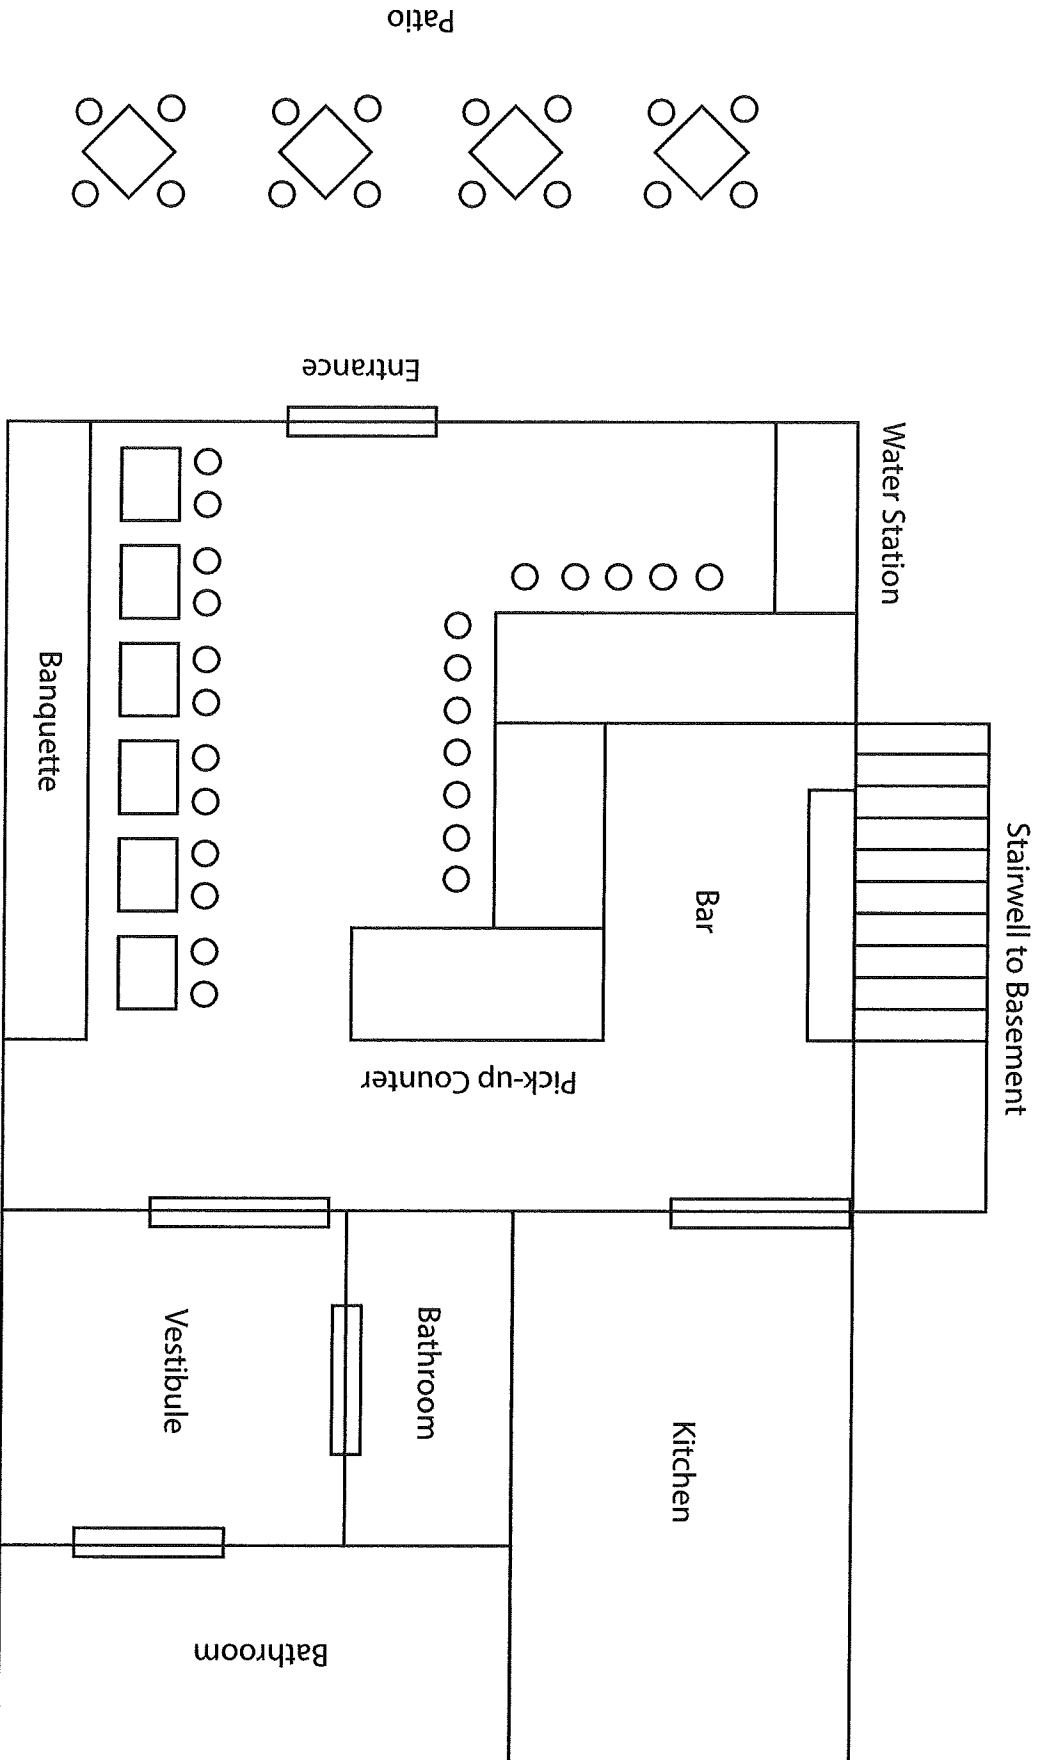 Patio
Entrance
Water Station
Banquette
Bar
Stairwell to Basement
Pick-up Counter
Vestibule
Bathroom
Kitchen
Bathroom